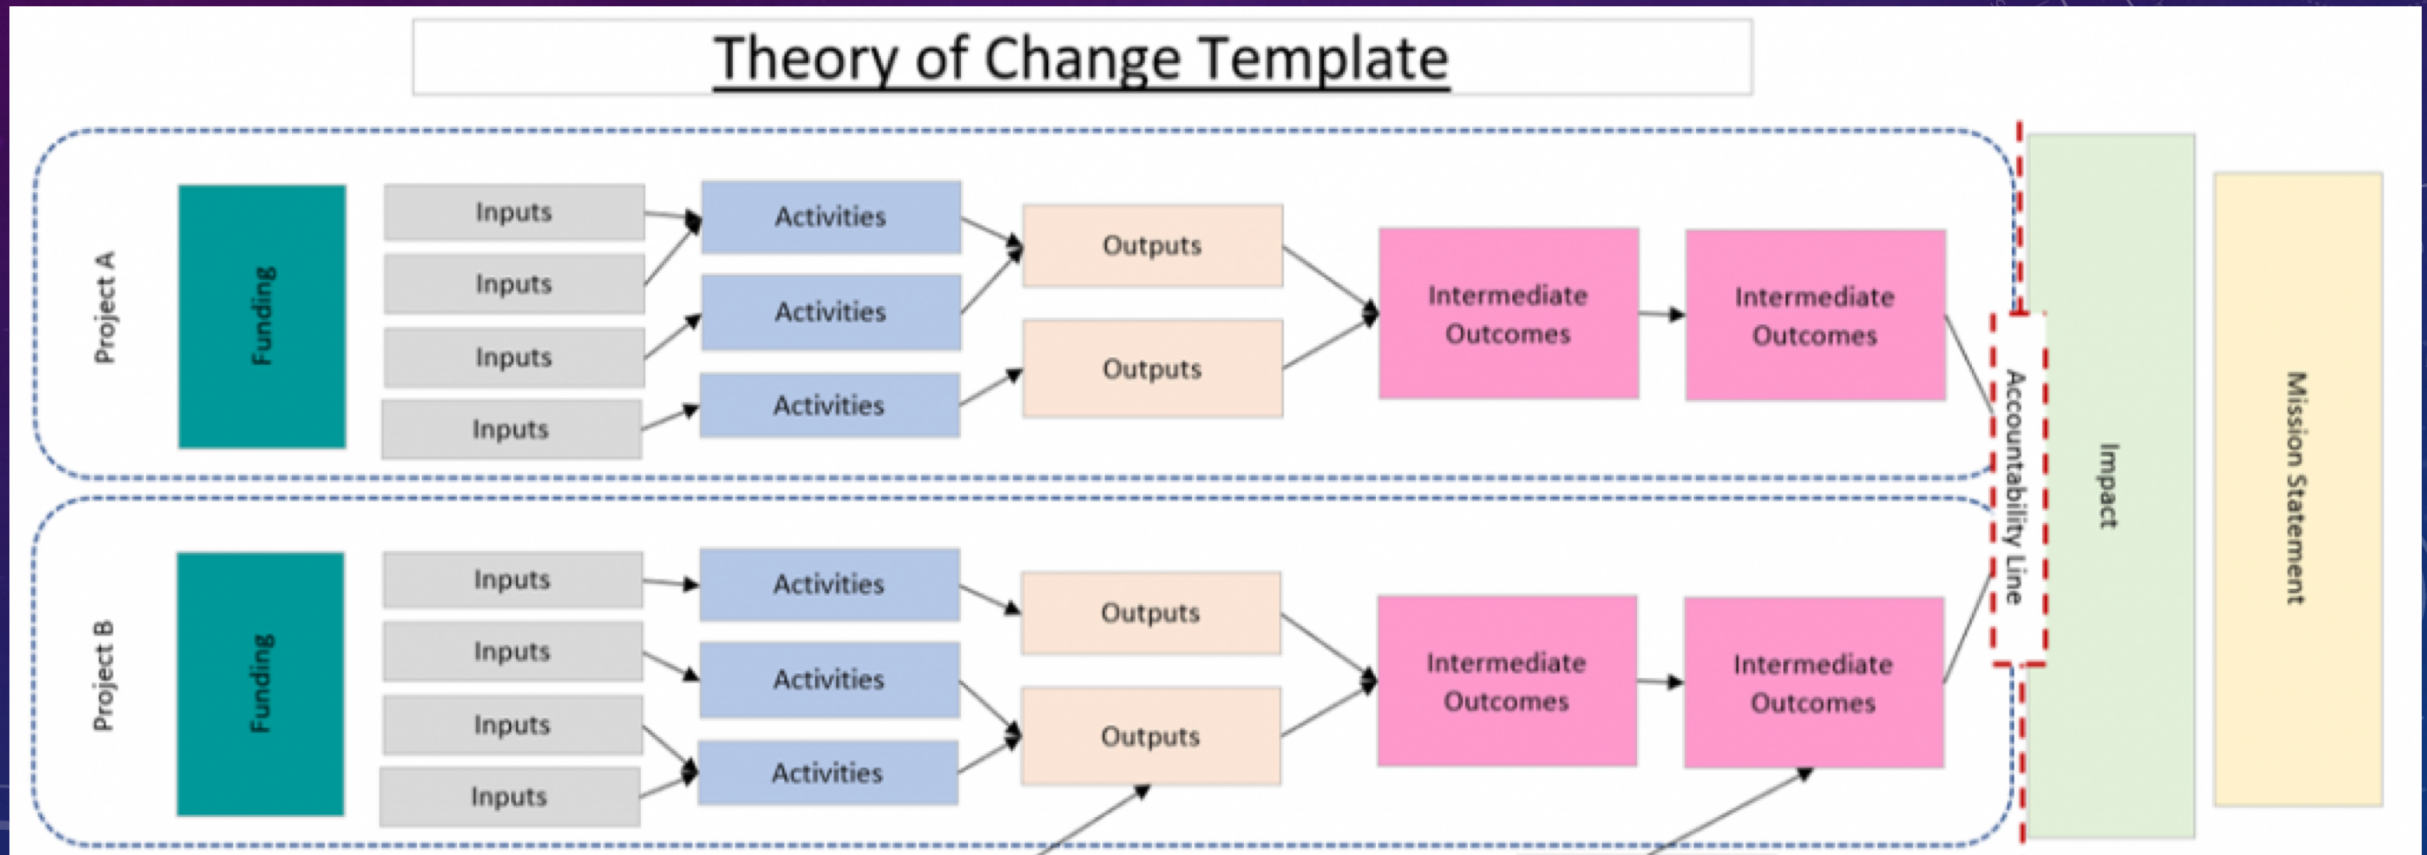 Theory of Change Template
Project A
Funding
Inputs
Inputs
Inputs
Inputs
Activities
Activities
Activities
Outputs
Outputs
Intermediate
Outcomes
Intermediate
Outcomes
Project B
Funding
Inputs
Inputs
Inputs
Inputs
Activities
Activities
Activities
Outputs
Outputs
Intermediate
Outcomes
Intermediate
Outcomes
Accountability Line
Impact
Mission Statement